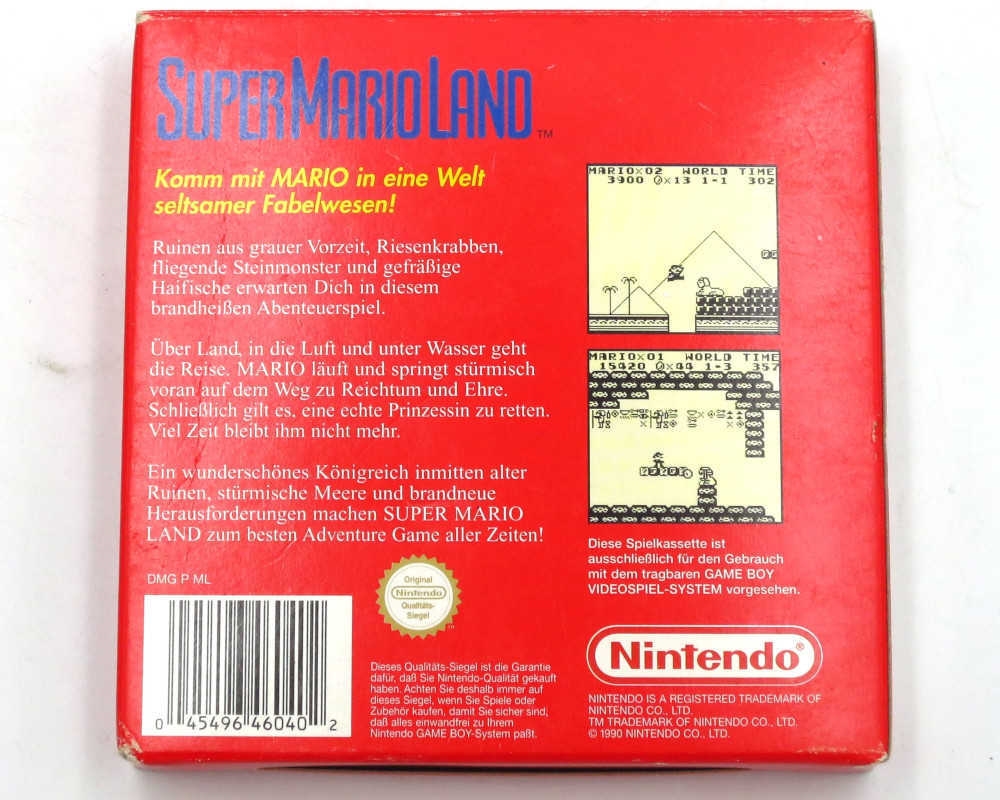 SUPER MARIO LAND™
Komm mit MARIO in eine Welt
seltsamer Fabelwesen!
Ruinen aus grauer Vorzeit, Riesenkrabben,
fliegende Steinmonster und gefräßige
Haifische erwarten Dich in diesem
brandheißen Abenteuerspiel.
Über Land, in die Luft und unter Wasser geht
die Reise. MARIO läuft und springt stürmisch
voran auf dem Weg zu Reichtum und Ehre.
Schließlich gilt es, eine echte Prinzessin zu retten.
Viel Zeit bleibt ihm nicht mehr.
Ein wunderschönes Königreich inmitten alter
Ruinen, stürmische Meere und brandneue
Herausforderungen machen SUPER MARIO
LAND zum besten Adventure Game aller Zeiten!
DMG P ML
0 45496 46040 2
Original
Nintendo
Qualitäts-
Siegel
TM
Dieses Qualitäts-Siegel ist die Garantie
dafür, daß Sie Nintendo-Qualität gekauft
haben. Achten Sie deshalb immer auf
dieses Siegel, wenn Sie Spiele oder
Zubehör kaufen, damit Sie sicher sind,
daß alles einwandfrei zu Ihrem
Nintendo GAME BOY-System paßt.
MARIO×02 WORLD TIME
3900 ×13 1-1 302
MARIO×01 WORLD TIME
15420 ×44 1-3 357
Diese Spielkassette ist
ausschließlich für den Gebrauch
mit dem tragbaren GAME BOY
VIDEOSPIEL-SYSTEM vorgesehen.
Nintendo®
NINTENDO IS A REGISTERED TRADEMARK OF
NINTENDO CO., LTD.
TM TRADEMARK OF NINTENDO CO., LTD.
© 1990 NINTENDO CO., LTD.